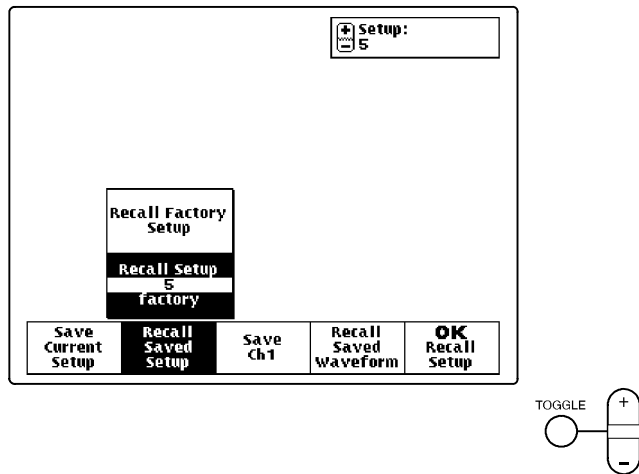 + Setup:
− 5
Recall Factory
Setup
Recall Setup
5
factory
Save
Current
Setup
Recall
Saved
Setup
Save
Ch1
Recall
Saved
Waveform
OK
Recall
Setup
TOGGLE
+
−